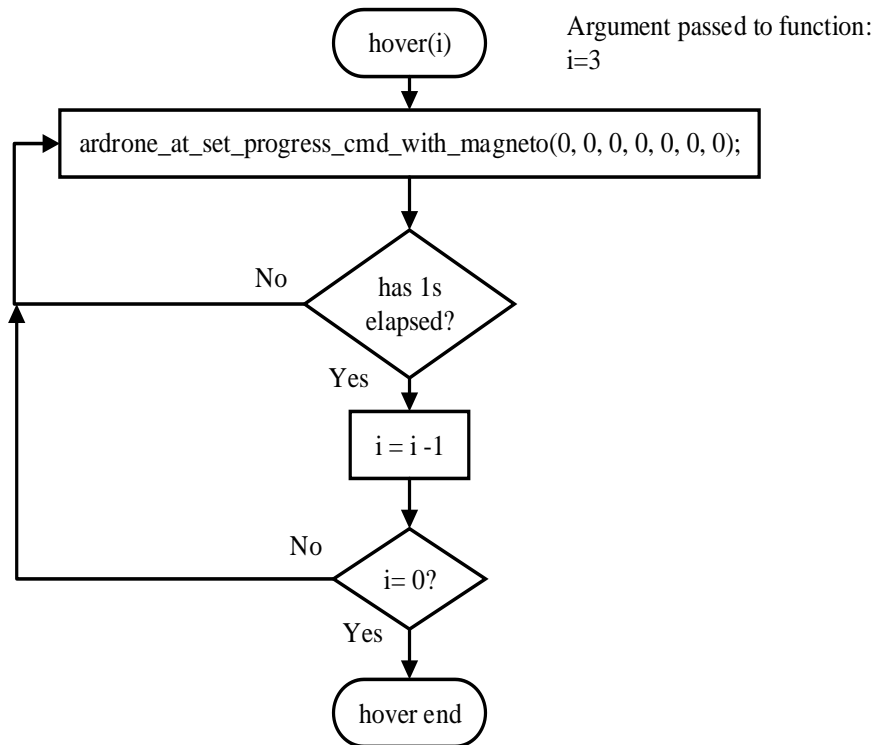 hover(i)
Argument passed to function:
i=3
ardrone_at_set_progress_cmd_with_magneto(0, 0, 0, 0, 0, 0, 0);
No
has 1s
elapsed?
Yes
i = i -1
No
i= 0?
Yes
hover end